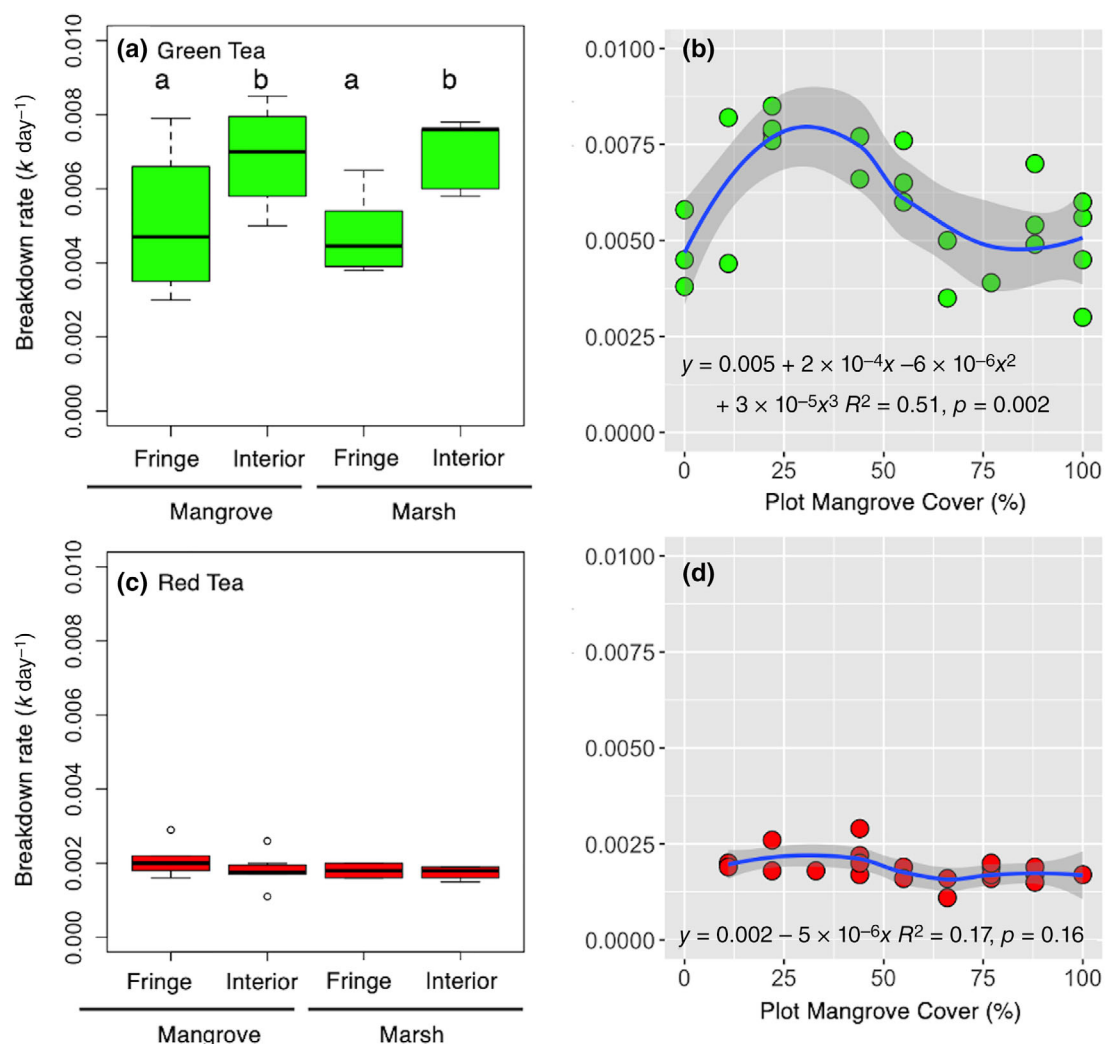 (a) Green Tea
a b a b
Breakdown rate (k day⁻¹)
0.010
0.008
0.006
0.004
0.002
0.000
Fringe Interior Fringe Interior
Mangrove Marsh
(b)
0.0100
0.0075
0.0050
0.0025
0.0000
y = 0.005 + 2 × 10⁻⁴x –6 × 10⁻⁶x²
+ 3 × 10⁻⁵x³ R² = 0.51, p = 0.002
0 25 50 75 100
Plot Mangrove Cover (%)
(c) Red Tea
Breakdown rate (k day⁻¹)
0.010
0.008
0.006
0.004
0.002
0.000
Fringe Interior Fringe Interior
Mangrove Marsh
(d)
0.0100
0.0075
0.0050
0.0025
0.0000
y = 0.002 – 5 × 10⁻⁶x R² = 0.17, p = 0.16
0 25 50 75 100
Plot Mangrove Cover (%)